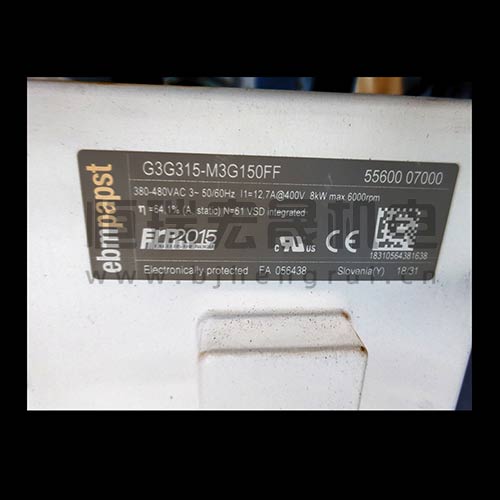 ebmpapst
G3G315-M3G150FF 55600 07000
380-480VAC 3~ 50/60Hz I1=12,7A@400V 8kW max.6000rpm
η=64,1% (A, static) N=61 VSD integrated
ErP2015
c US CE
18310564381638
Electronically protected FA 056438 Slovenia(Y) 18/31